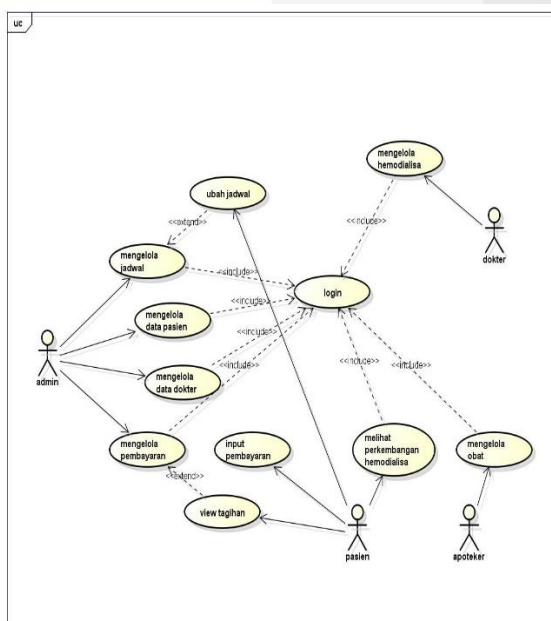 uc
mengelola
hemodialisa
ubah jadwal
<<extend>>
<<include>>
dokter
mengelola
jadwal
<<include>>
login
mengelola
data pasien
<<include>>
<<include>>
admin
mengelola
data dokter
<<include>>
<<include>>
<<include>>
mengelola
pembayaran
input
pembayaran
melihat
perkembangan
hemodialisa
mengelola
obat
<<extend>>
view tagihan
pasien
apoteker